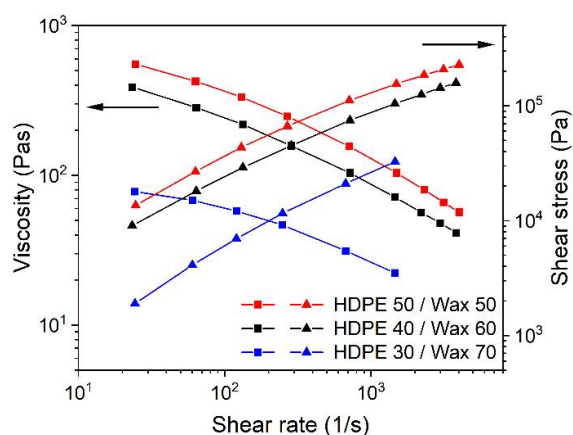 10³
10²
10¹
Viscosity (Pas)
10⁵
10⁴
10³
Shear stress (Pa)
HDPE 50 / Wax 50
HDPE 40 / Wax 60
HDPE 30 / Wax 70
10¹
10²
10³
Shear rate (1/s)